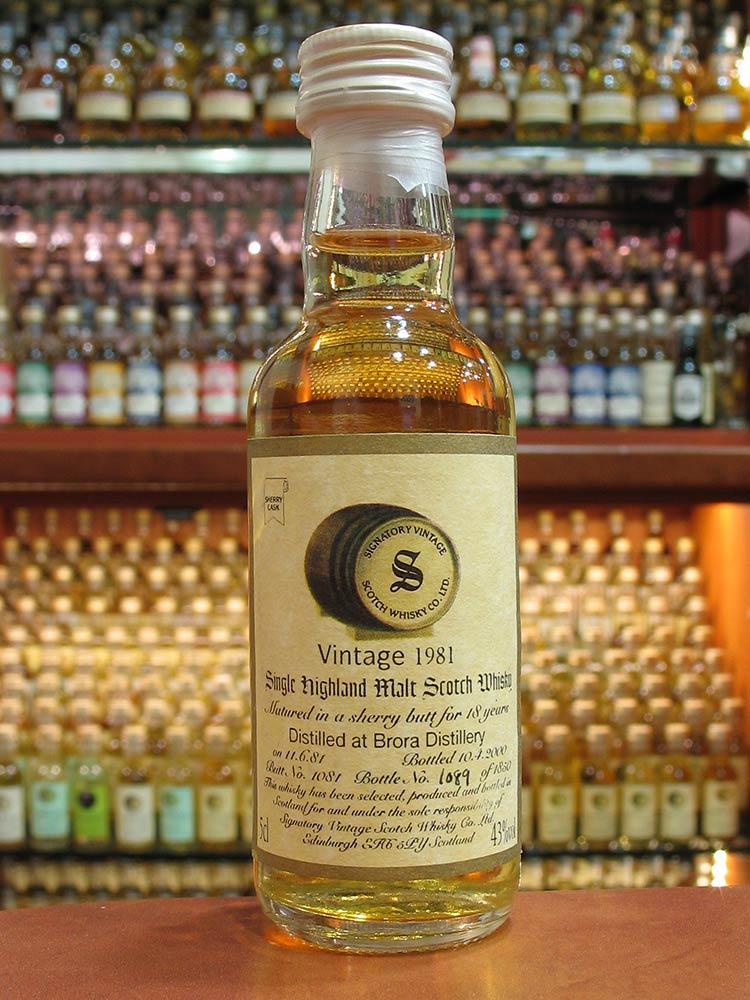 SHERRY
CASK
SIGNATORY VINTAGE
S
SCOTCH WHISKY CO. LTD.
Vintage 1981
Single Highland Malt Scotch Whisky
Matured in a sherry butt for 18 years
Distilled at Brora Distillery
on 11.6.81 Bottled 10.4.2000
Butt No. 1081 Bottle No. 1089 of 1850
This whisky has been selected, produced and bottled in
Scotland for and under the sole responsibility of
Signatory Vintage Scotch Whisky Co. Ltd.
Edinburgh EH6 5PY Scotland
5cl 43%vol